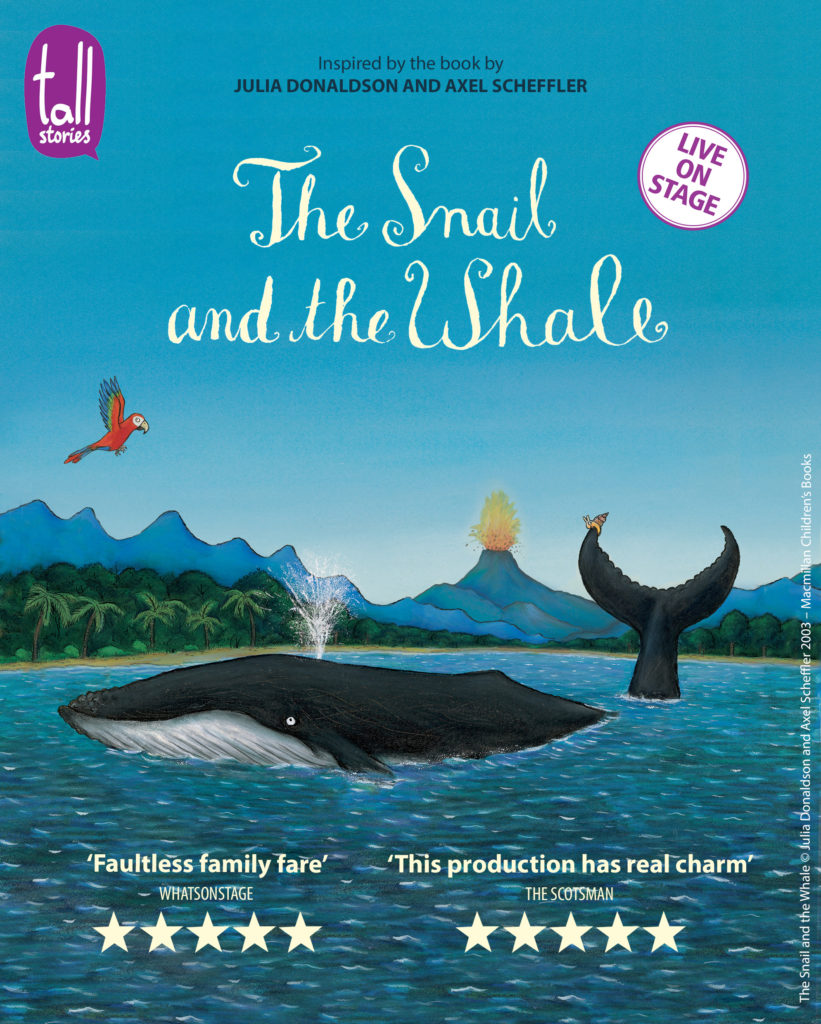 tall
stories
Inspired by the book by
JULIA DONALDSON AND AXEL SCHEFFLER
LIVE
ON
STAGE
The Snail
and the Whale
‘Faultless family fare’
WHATSONSTAGE
‘This production has real charm’
THE SCOTSMAN
The Snail and the Whale © Julia Donaldson and Axel Scheffler 2003 – Macmillan Children's Books